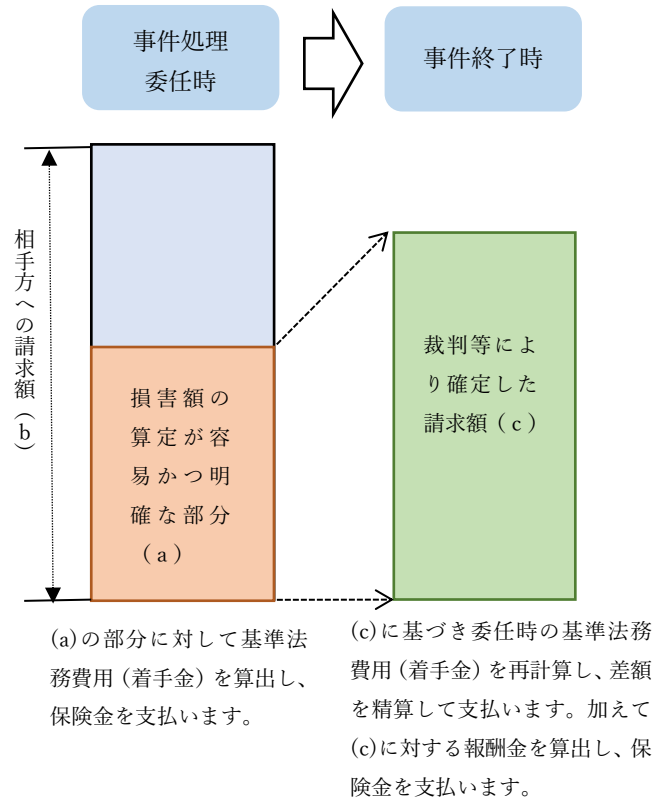 事件処理
委任時
事件終了時
相手方への請求額（b）
損害額の
算定が容
易かつ明
確な部分
（a）
裁判等によ
り確定した
請求額（c）
(a)の部分に対して基準法
務費用（着手金）を算出し、
保険金を支払います。
(c)に基づき委任時の基準法務
費用（着手金）を再計算し、差額
を精算して支払います。加えて
(c)に対する報酬金を算出し、保
険金を支払います。